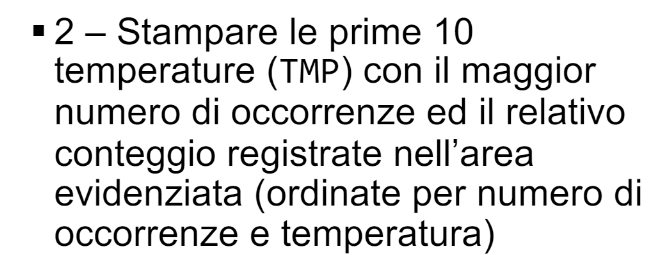 ▪ 2 – Stampare le prime 10
temperature (TMP) con il maggior
numero di occorrenze ed il relativo
conteggio registrate nell’area
evidenziata (ordinate per numero di
occorrenze e temperatura)